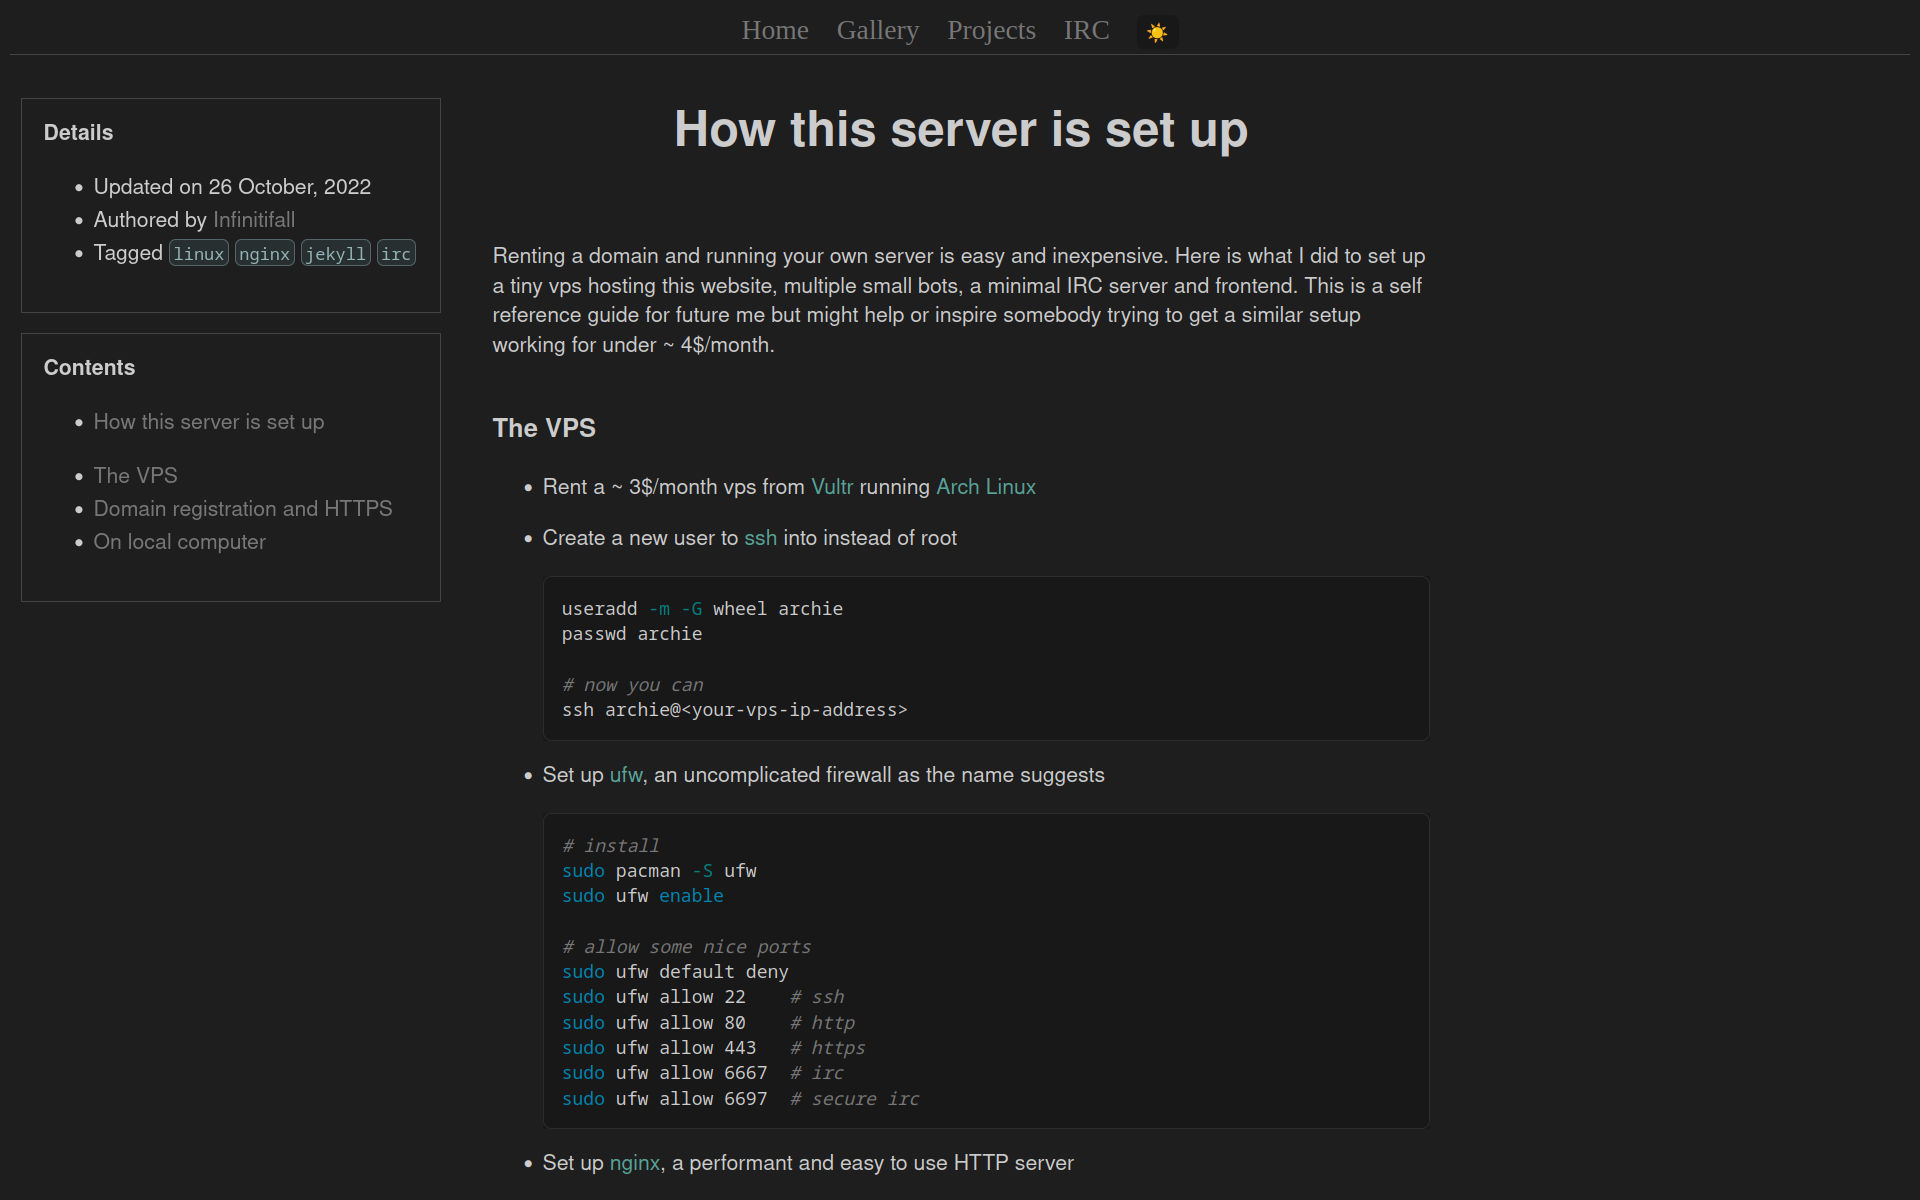 Home Gallery Projects IRC ☀️
Details
• Updated on 26 October, 2022
• Authored by Infinitifall
• Tagged linux nginx jekyll irc
Contents
• How this server is set up
• The VPS
• Domain registration and HTTPS
• On local computer
How this server is set up
Renting a domain and running your own server is easy and inexpensive. Here is what I did to set up
a tiny vps hosting this website, multiple small bots, a minimal IRC server and frontend. This is a self
reference guide for future me but might help or inspire somebody trying to get a similar setup
working for under ~ 4$/month.
The VPS
• Rent a ~ 3$/month vps from Vultr running Arch Linux
• Create a new user to ssh into instead of root
useradd -m -G wheel archie
passwd archie
# now you can
ssh archie@<your-vps-ip-address>
• Set up ufw, an uncomplicated firewall as the name suggests
# install
sudo pacman -S ufw
sudo ufw enable
# allow some nice ports
sudo ufw default deny
sudo ufw allow 22    # ssh
sudo ufw allow 80    # http
sudo ufw allow 443   # https
sudo ufw allow 6667  # irc
sudo ufw allow 6697  # secure irc
• Set up nginx, a performant and easy to use HTTP server